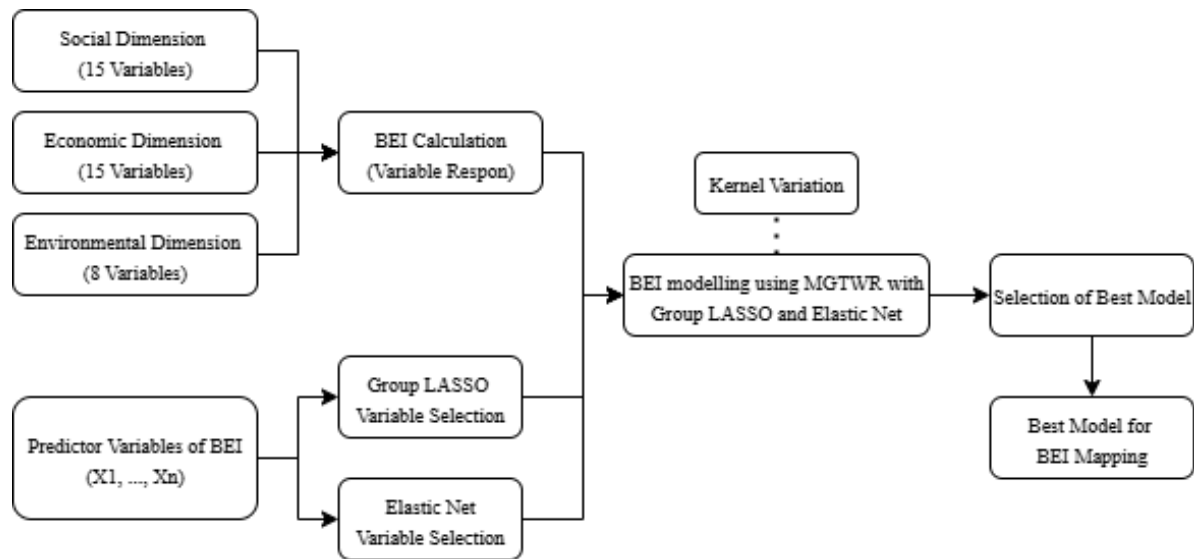 Social Dimension
(15 Variables)
Economic Dimension
(15 Variables)
Environmental Dimension
(8 Variables)
BEI Calculation
(Variable Respon)
Predictor Variables of BEI
(X1, ..., Xn)
Group LASSO
Variable Selection
Elastic Net
Variable Selection
Kernel Variation
BEI modelling using MGTWR with
Group LASSO and Elastic Net
Selection of Best Model
Best Model for
BEI Mapping